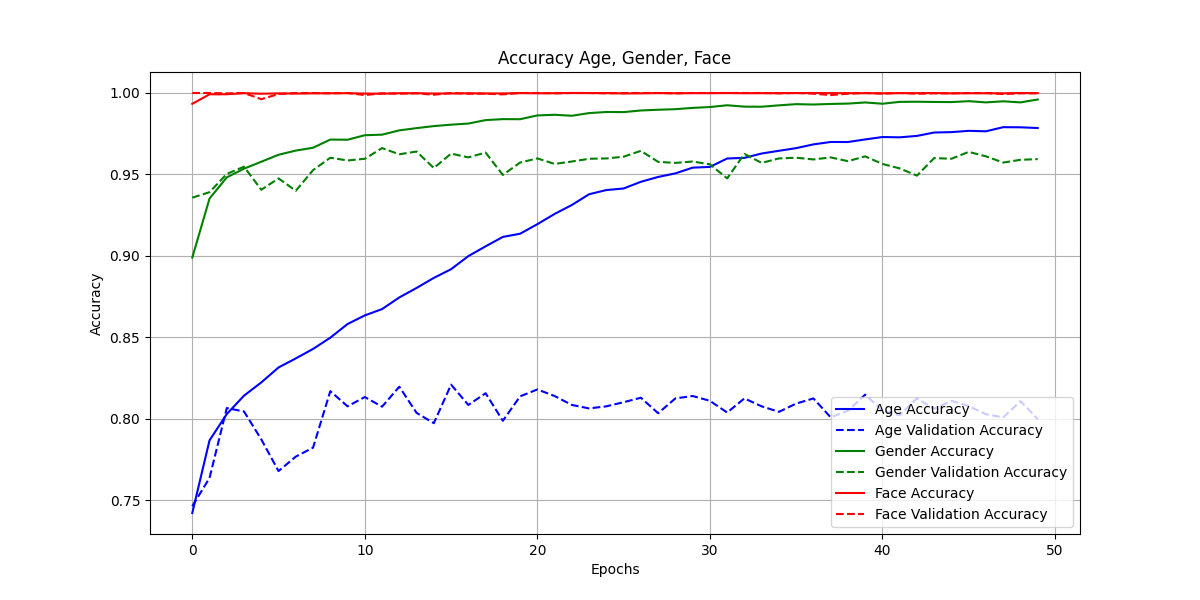 Accuracy Age, Gender, Face
Accuracy
1.00
0.95
0.90
0.85
0.80
0.75
0
10
20
30
40
50
Epochs
Age Accuracy
Age Validation Accuracy
Gender Accuracy
Gender Validation Accuracy
Face Accuracy
Face Validation Accuracy